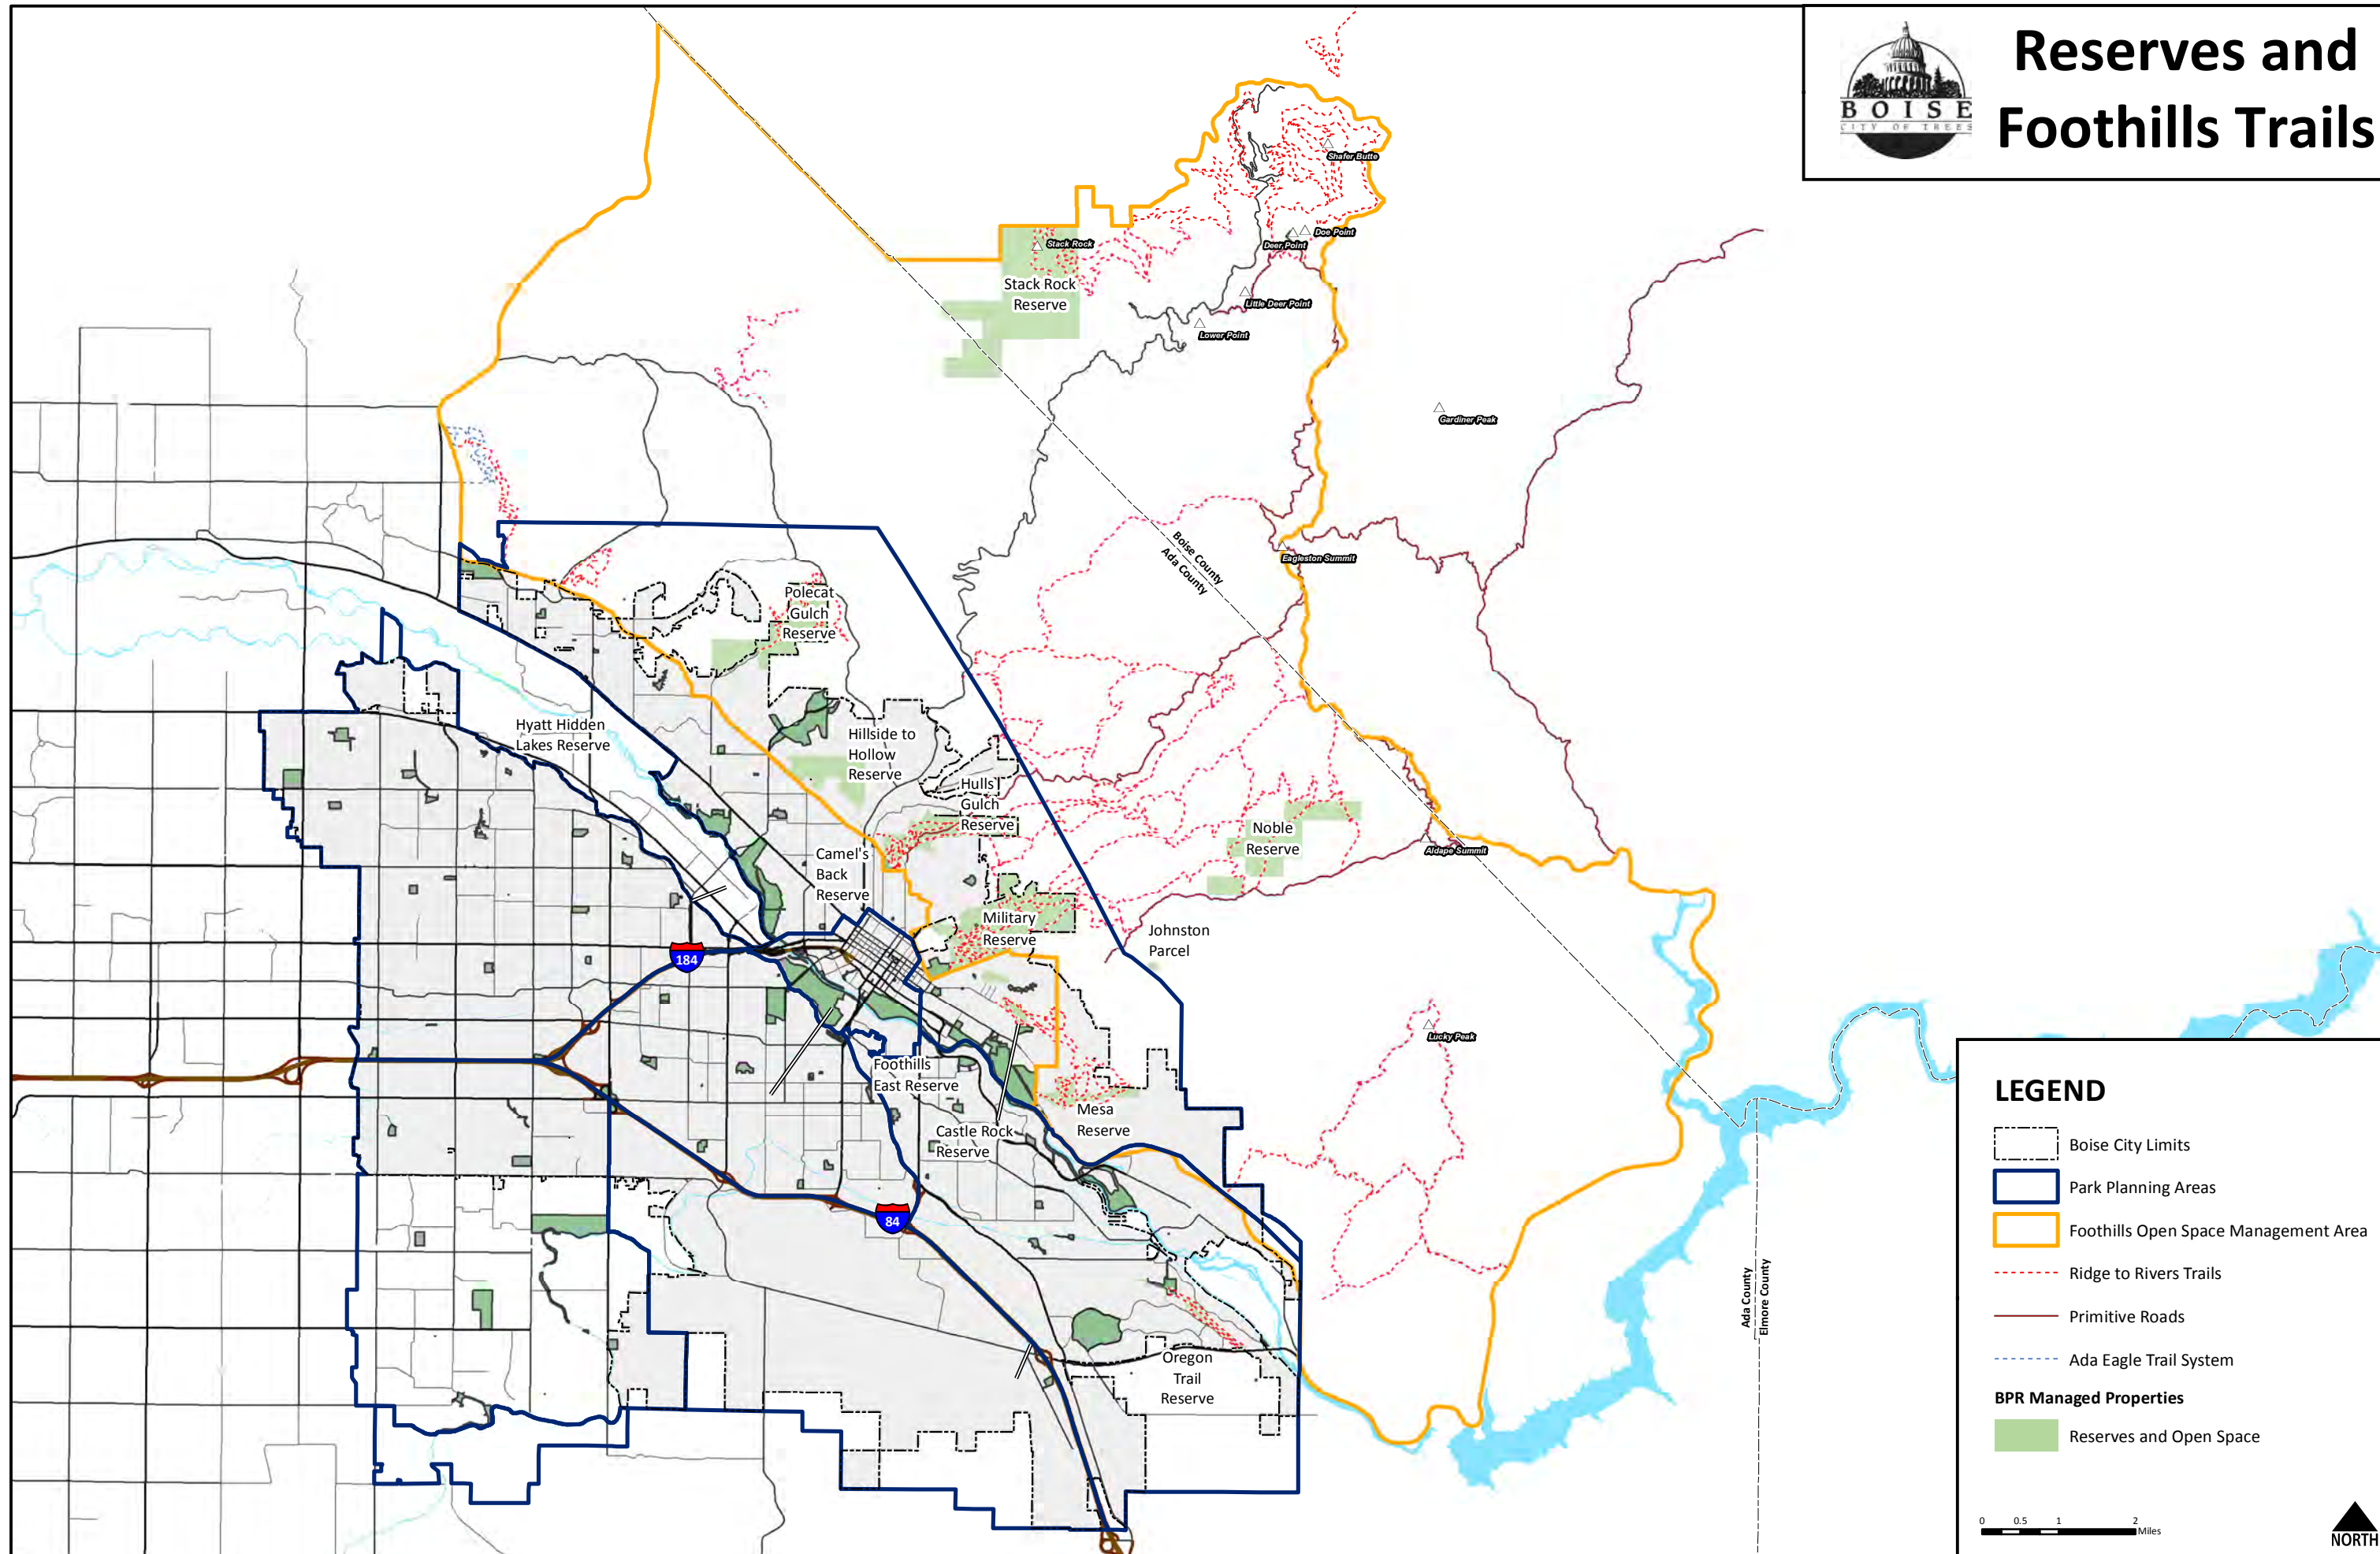 Reserves and
Foothills Trails
BOISE
CITY OF TREES
Shafer Butte
Stack Rock
Doe Point
Deer Point
Stack Rock
Reserve
Little Deer Point
Lower Point
Gardiner Peak
Boise County
Ada County
Eagleston Summit
Polecat
Gulch
Reserve
Hyatt Hidden
Lakes Reserve
Hillside to
Hollow
Reserve
Hulls
Gulch
Reserve
Noble
Reserve
Aldape Summit
Camel's
Back
Reserve
Military
Reserve
Johnston
Parcel
184
Lucky Peak
Foothills
East Reserve
Mesa
Reserve
Castle Rock
Reserve
84
Oregon
Trail
Reserve
Ada County
Elmore County
LEGEND
Boise City Limits
Park Planning Areas
Foothills Open Space Management Area
Ridge to Rivers Trails
Primitive Roads
Ada Eagle Trail System
BPR Managed Properties
Reserves and Open Space
0 0.5 1 2
Miles
NORTH